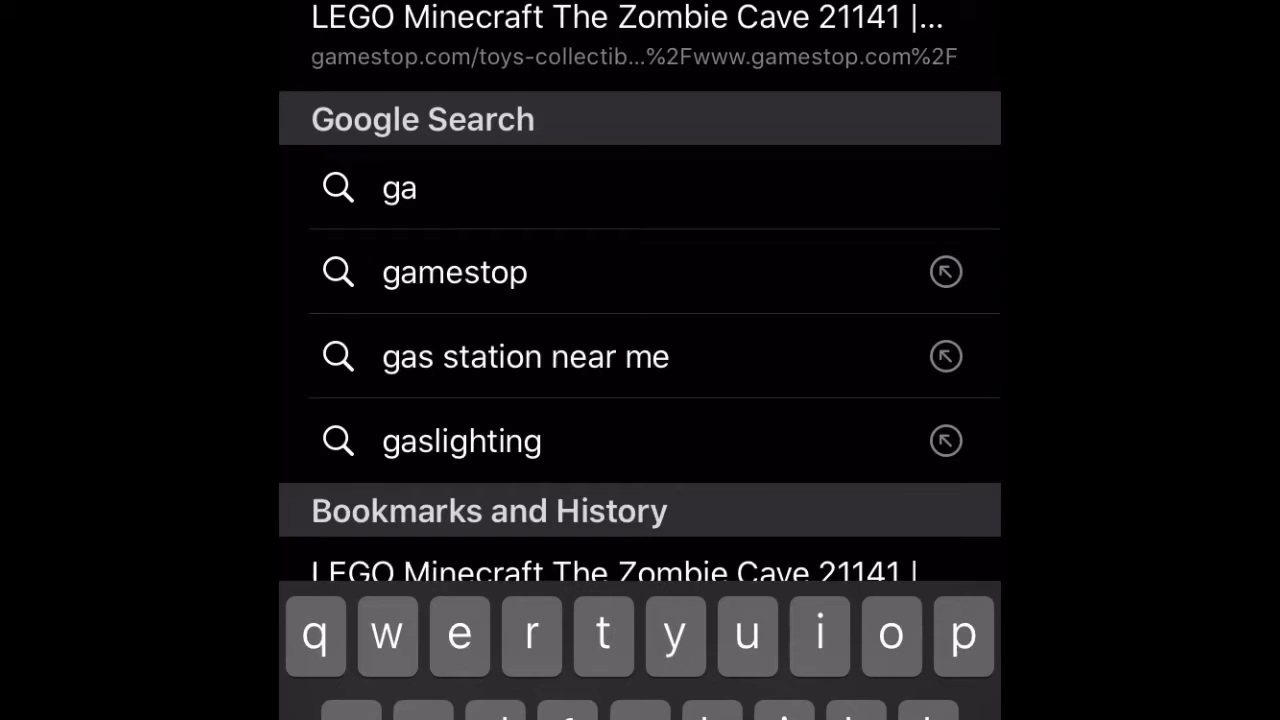 LEGO Minecraft The Zombie Cave 21141 |...
gamestop.com/toys-collectib...%2Fwww.gamestop.com%2F
Google Search
ga
gamestop
gas station near me
gaslighting
Bookmarks and History
LEGO Minecraft The Zombie Cave 21141 |
q w e r t y u i o p